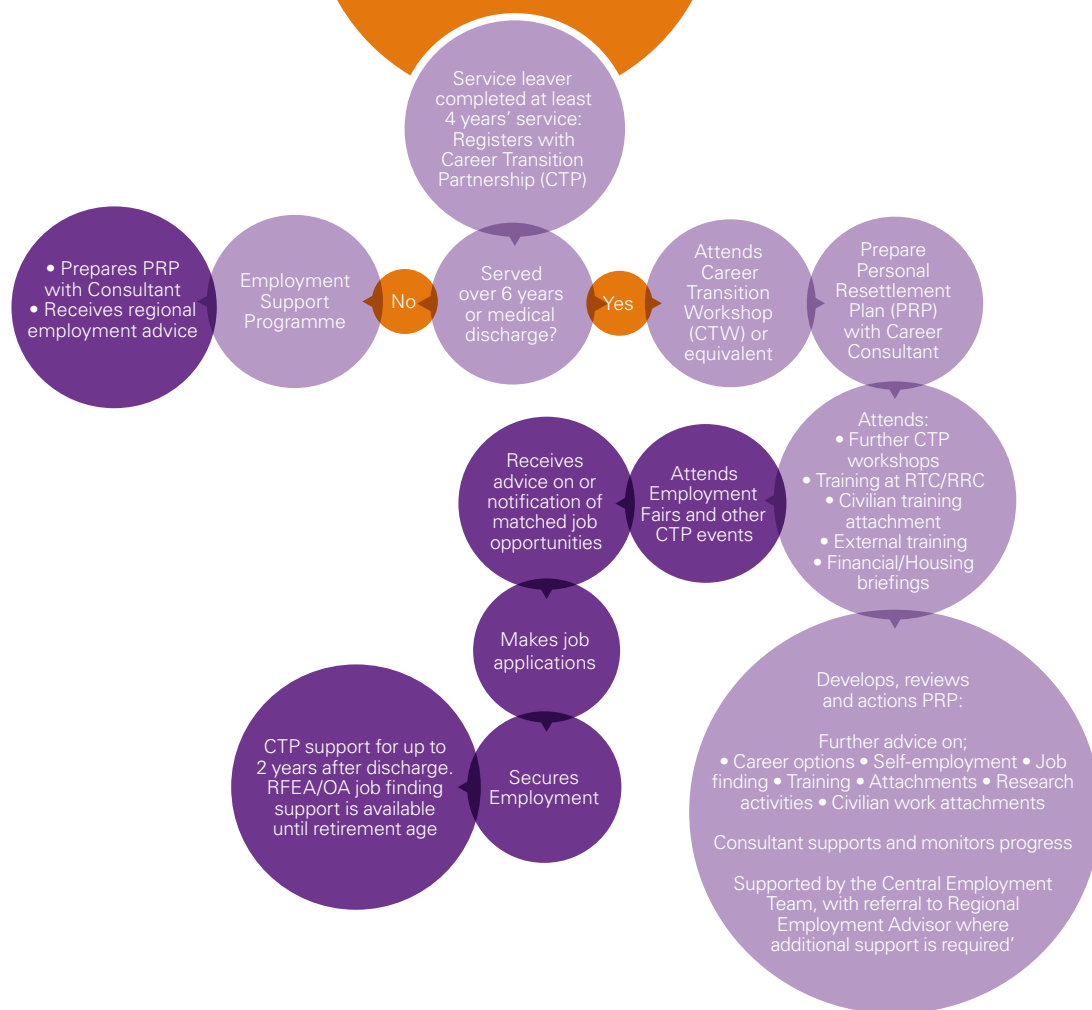 Service leaver
completed at least
4 years’ service:
Registers with
Career Transition
Partnership (CTP)
Served
over 6 years
or medical
discharge?
No
Employment
Support
Programme
• Prepares PRP
with Consultant
• Receives regional
employment advice
Yes
Attends
Career
Transition
Workshop
(CTW) or
equivalent
Prepare
Personal
Resettlement
Plan (PRP)
with Career
Consultant
Attends:
• Further CTP
workshops
• Training at RTC/RRC
• Civilian training
attachment
• External training
• Financial/Housing
briefings
Attends
Employment
Fairs and other
CTP events
Receives
advice on or
notification of
matched job
opportunities
Makes job
applications
Secures
Employment
CTP support for up to
2 years after discharge.
RFEA/OA job finding
support is available
until retirement age
Develops, reviews
and actions PRP:
Further advice on;
• Career options • Self-employment • Job
finding • Training • Attachments • Research
activities • Civilian work attachments
Consultant supports and monitors progress
Supported by the Central Employment
Team, with referral to Regional
Employment Advisor where
additional support is required’